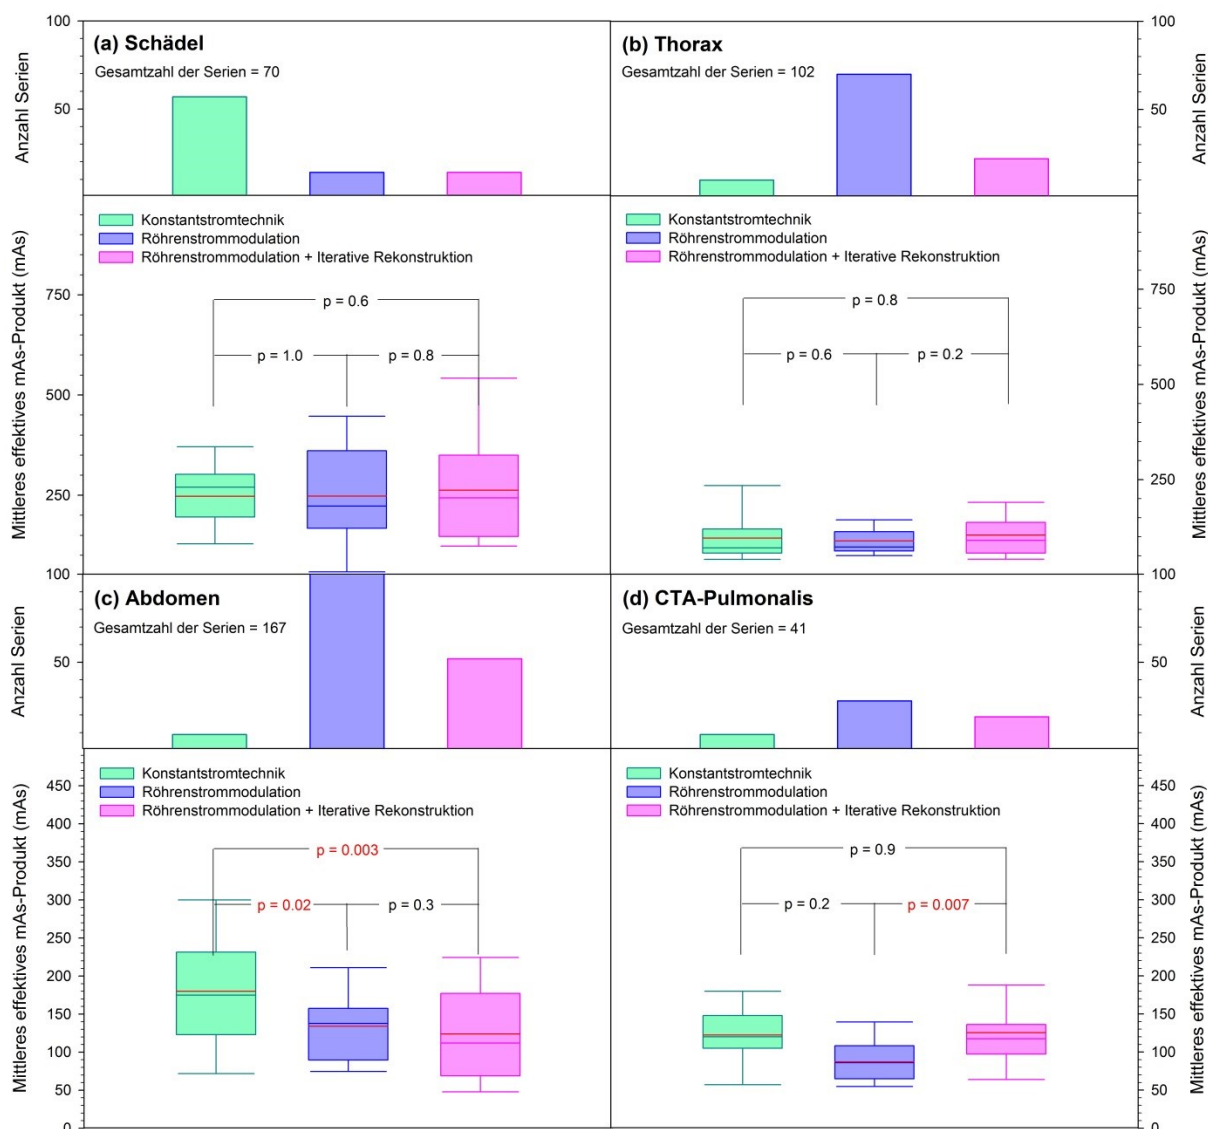 100
50
Anzahl Serien
(a) Schädel
Gesamtzahl der Serien = 70
(b) Thorax
Gesamtzahl der Serien = 102
100
50
Anzahl Serien
Mittleres effektives mAs-Produkt (mAs)
750
500
250
Konstantstromtechnik
Röhrenstrommodulation
Röhrenstrommodulation + Iterative Rekonstruktion
p = 0.6
p = 1.0
p = 0.8
Konstantstromtechnik
Röhrenstrommodulation
Röhrenstrommodulation + Iterative Rekonstruktion
p = 0.8
p = 0.6
p = 0.2
750
500
250
Mittleres effektives mAs-Produkt (mAs)
100
50
Anzahl Serien
(c) Abdomen
Gesamtzahl der Serien = 167
(d) CTA-Pulmonalis
Gesamtzahl der Serien = 41
100
50
Anzahl Serien
Mittleres effektives mAs-Produkt (mAs)
450
400
350
300
250
200
150
100
50
0
Konstantstromtechnik
Röhrenstrommodulation
Röhrenstrommodulation + Iterative Rekonstruktion
p = 0.003
p = 0.02
p = 0.3
Konstantstromtechnik
Röhrenstrommodulation
Röhrenstrommodulation + Iterative Rekonstruktion
p = 0.9
p = 0.2
p = 0.007
450
400
350
300
250
200
150
100
50
0
Mittleres effektives mAs-Produkt (mAs)